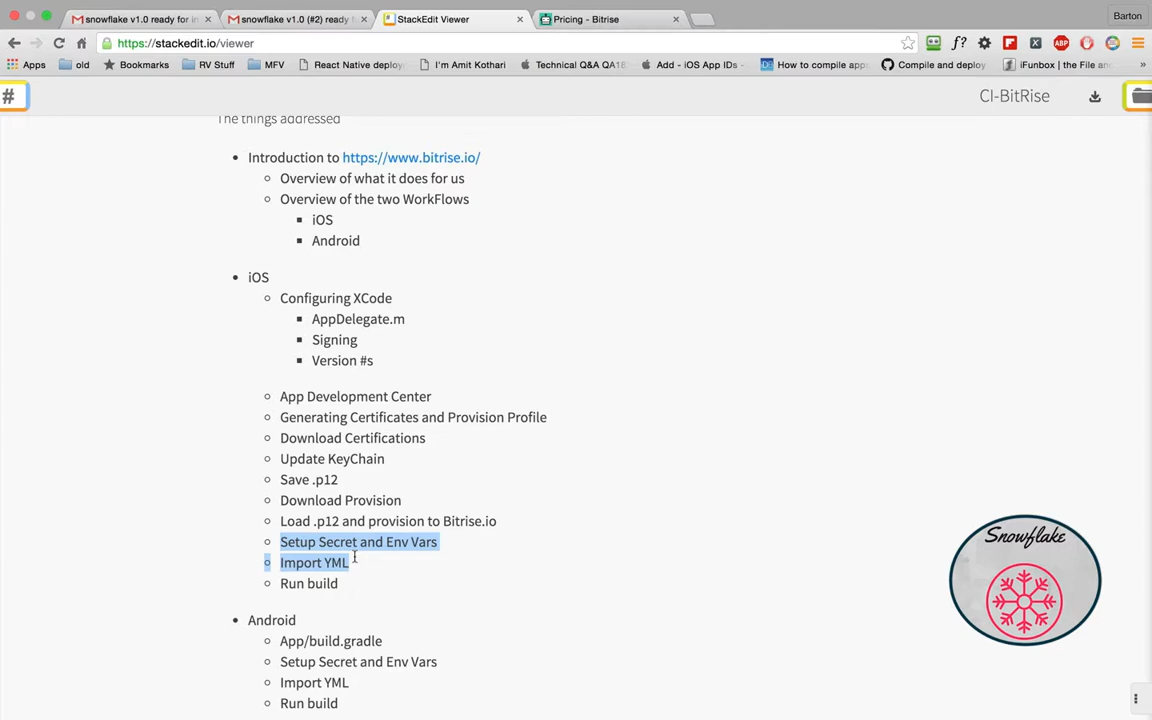 snowflake v1.0 ready for in
snowflake v1.0 (#2) ready f
StackEdit Viewer
Pricing - Bitrise
Barton
https://stackedit.io/viewer
Apps
old
Bookmarks
RV Stuff
MFV
React Native deploy
I'm Amit Kothari
Technical Q&A QA18
Add - iOS App IDs -
How to compile app
Compile and deploy
iFunbox | the File an
»
#
CI-BitRise
The things addressed
Introduction to https://www.bitrise.io/
Overview of what it does for us
Overview of the two WorkFlows
iOS
Android
iOS
Configuring XCode
AppDelegate.m
Signing
Version #s
App Development Center
Generating Certificates and Provision Profile
Download Certifications
Update KeyChain
Save .p12
Download Provision
Load .p12 and provision to Bitrise.io
Setup Secret and Env Vars
Import YML
Run build
Android
App/build.gradle
Setup Secret and Env Vars
Import YML
Run build
Snowflake